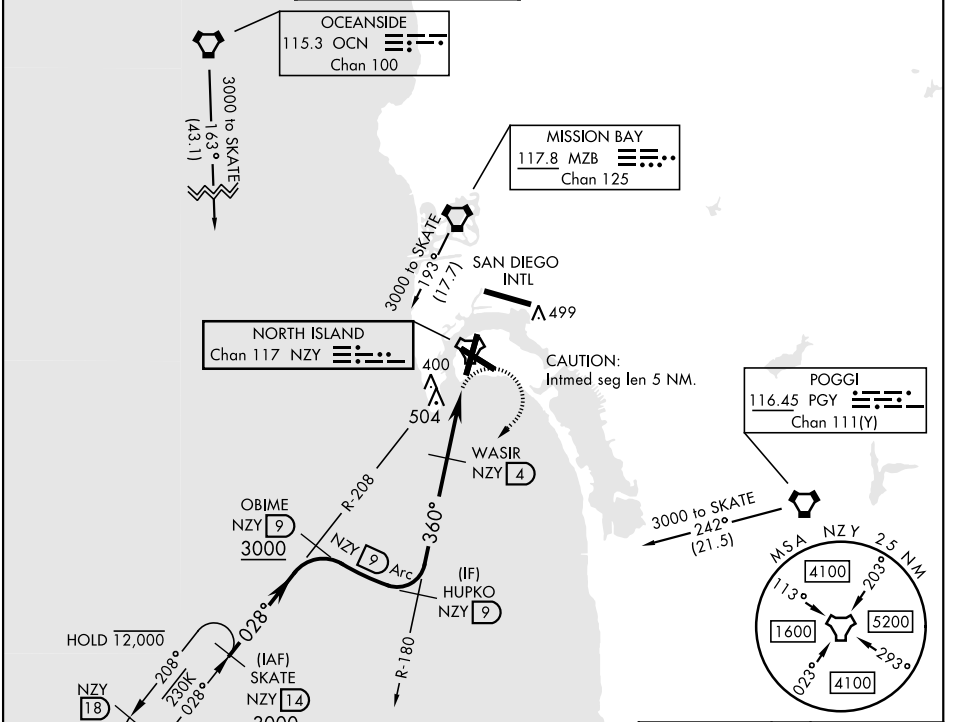 OCEANSIDE
115.3 OCN
Chan 100
3000 to SKATE
163°
(43.1)
MISSION BAY
117.8 MZB
Chan 125
3000 to SKATE
193°
(17.7)
SAN DIEGO
INTL
499
NORTH ISLAND
Chan 117 NZY
400
504
CAUTION:
Intmed seg len 5 NM.
POGGI
116.45 PGY
Chan 111(Y)
WASIR
NZY 4
R-208
360°
OBIME
NZY 9
3000
NZY 9 Arc
(IF)
HUPKO
NZY 9
3000 to SKATE
242°
(21.5)
MSA NZY 25 NM
4100
113°
203°
1600
5200
023°
293°
4100
028°
HOLD 12,000
208°
230K
028°
(IAF)
SKATE
NZY 14
3000
R-180
NZY
18